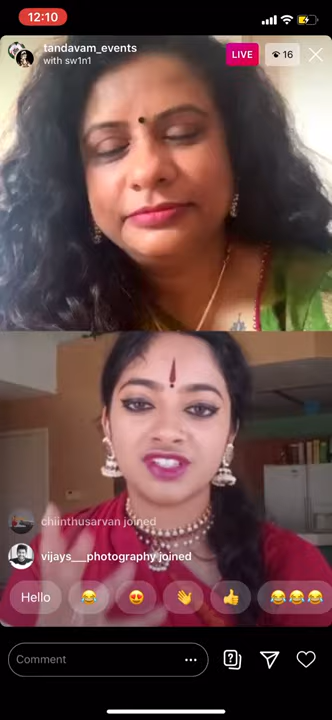 12:10
tandavam_events
with sw1n1
LIVE
16
chiinthusarvan joined
vijays___photography joined
Hello
Comment